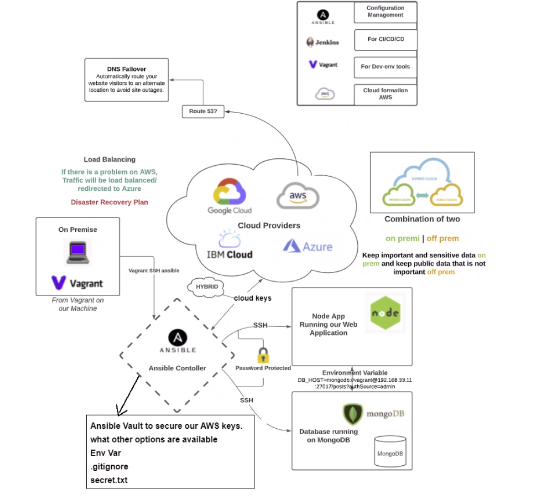 ANSIBLE
Configuration
Management
Jenkins
For CI/CD/CD
Vagrant
For Dev-env tools
aws
Cloud formation
AWS
DNS Failover
Automatically route your
website visitors to an alternate
location to avoid site outages.
Route 53?
Load Balancing
If there is a problem on AWS,
Traffic will be load balanced/
redirected to Azure
Disaster Recovery Plan
Google Cloud
aws
Cloud Providers
IBM Cloud
Azure
Combination of two
on premi | off prem
Keep important and sensitive data on
prem and keep public data that is not
important off prem
On Premise
Vagrant
From Vagrant on
our Machine
Vagrant SSH ansible
HYBRID
cloud keys
ANSIBLE
Ansible Contoller
SSH
Password Protected
SSH
Node App
Running our Web
Application
node
Environment Variable
:27017/posts?authSource=admin
Database running
on MongoDB
mongoDB
MongoDB
Ansible Vault to secure our AWS keys.
what other options are available
Env Var
.gitignore
secret.txt